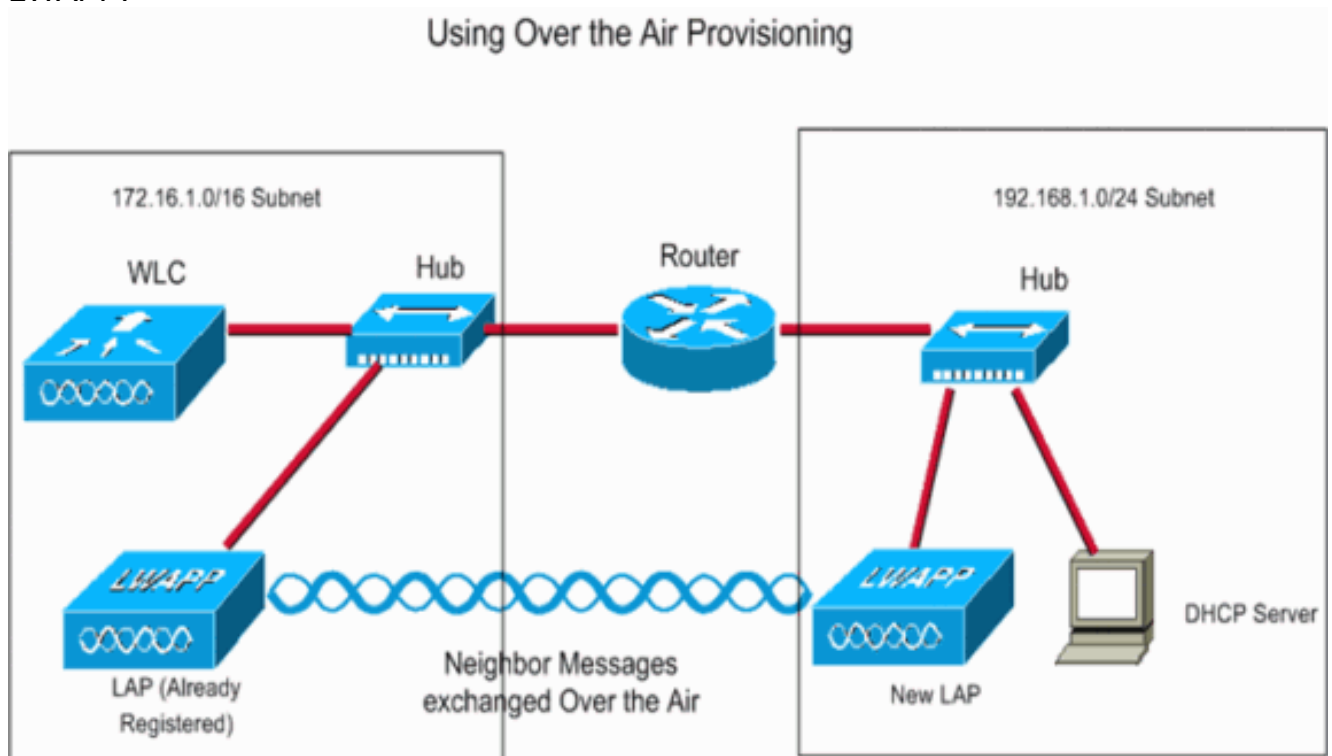 Using Over the Air Provisioning
172.16.1.0/16 Subnet
192.168.1.0/24 Subnet
WLC
Hub
Router
Hub
LWAPP
LWAPP
DHCP Server
LAP (Already
Registered)
Neighbor Messages
exchanged Over the Air
New LAP